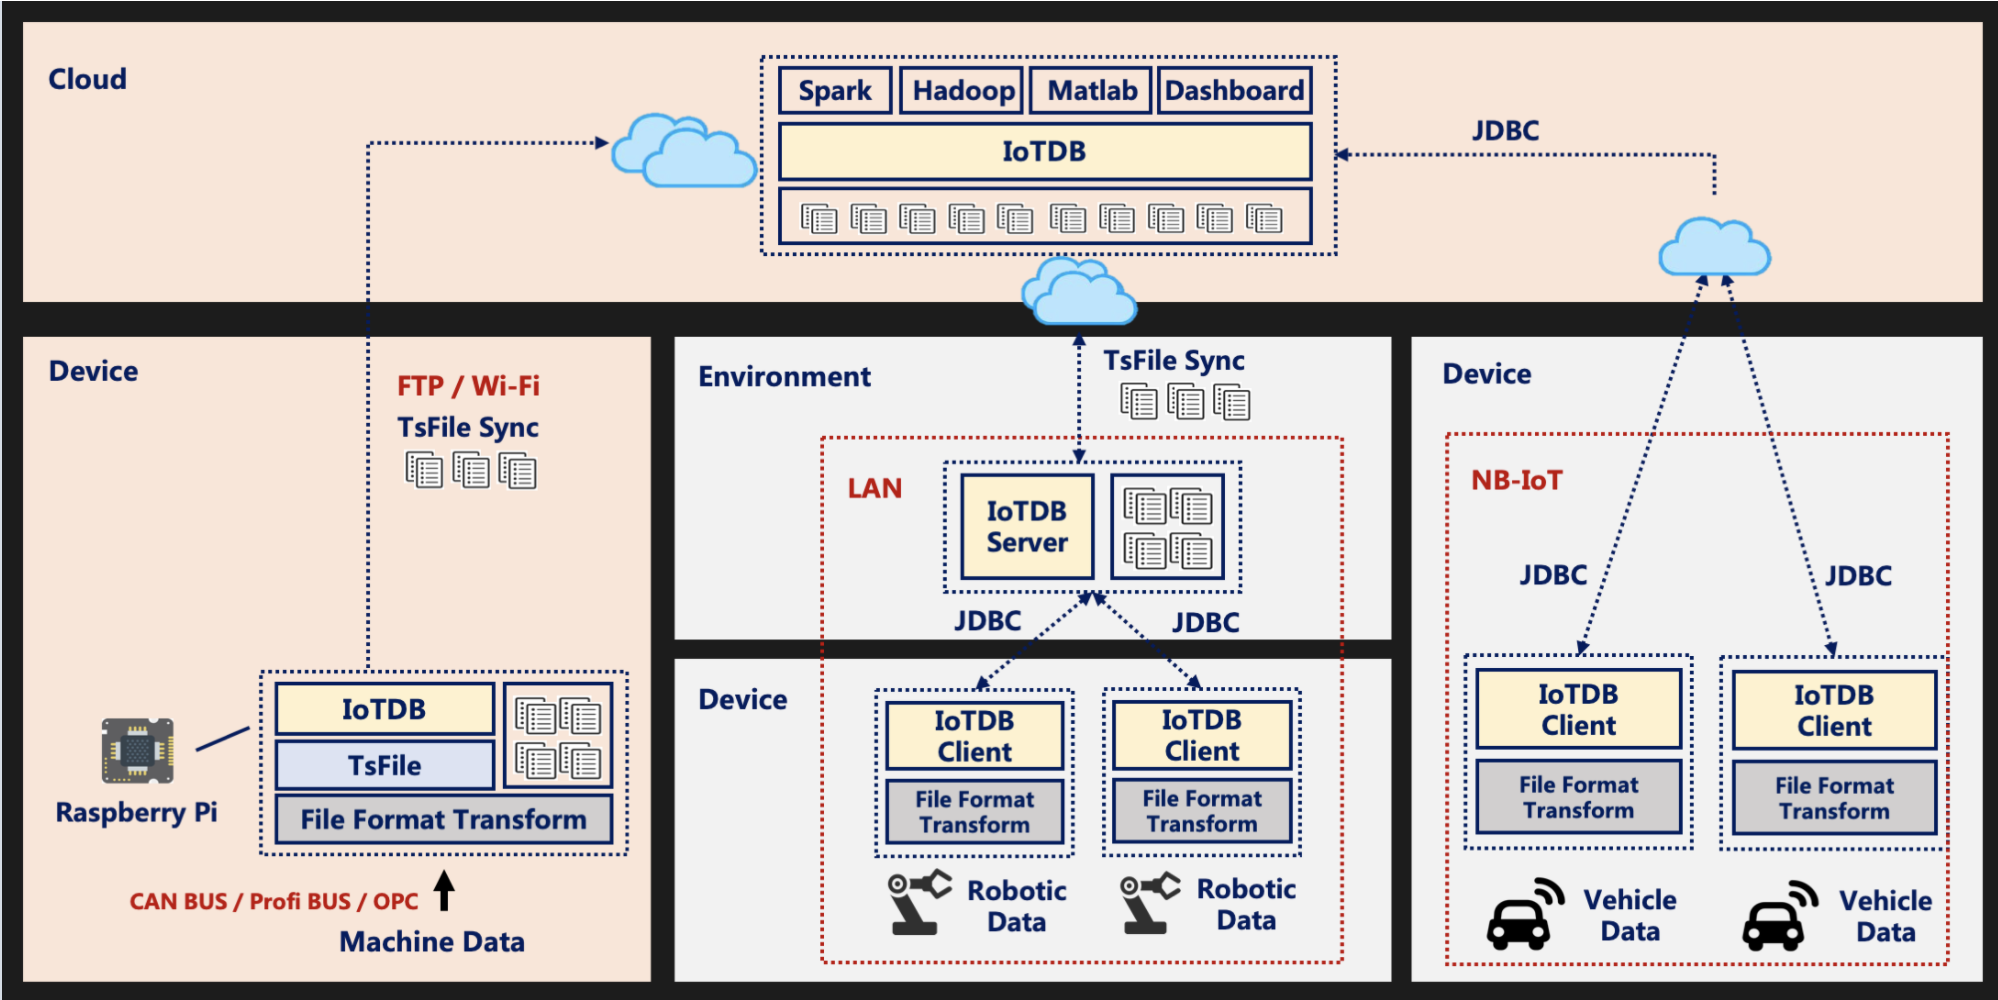 Cloud
Spark
Hadoop
Matlab
Dashboard
IoTDB
JDBC
Device
FTP / Wi-Fi
TsFile Sync
IoTDB
TsFile
File Format Transform
Raspberry Pi
CAN BUS / Profi BUS / OPC
Machine Data
Environment
TsFile Sync
LAN
IoTDB
Server
JDBC
JDBC
Device
IoTDB
Client
File Format
Transform
Robotic
Data
IoTDB
Client
File Format
Transform
Robotic
Data
Device
NB-IoT
JDBC
JDBC
IoTDB
Client
File Format
Transform
Vehicle
Data
IoTDB
Client
File Format
Transform
Vehicle
Data